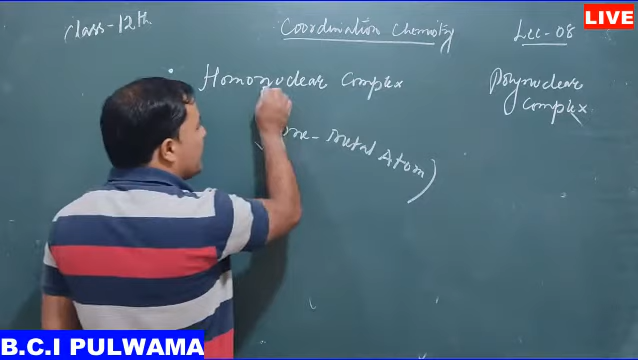 Class-12th
Coordination Chemistry
Lec-08
LIVE
Homonuclear Complex
Polynuclear
Complex
one-metal Atom)
B.C.I PULWAMA